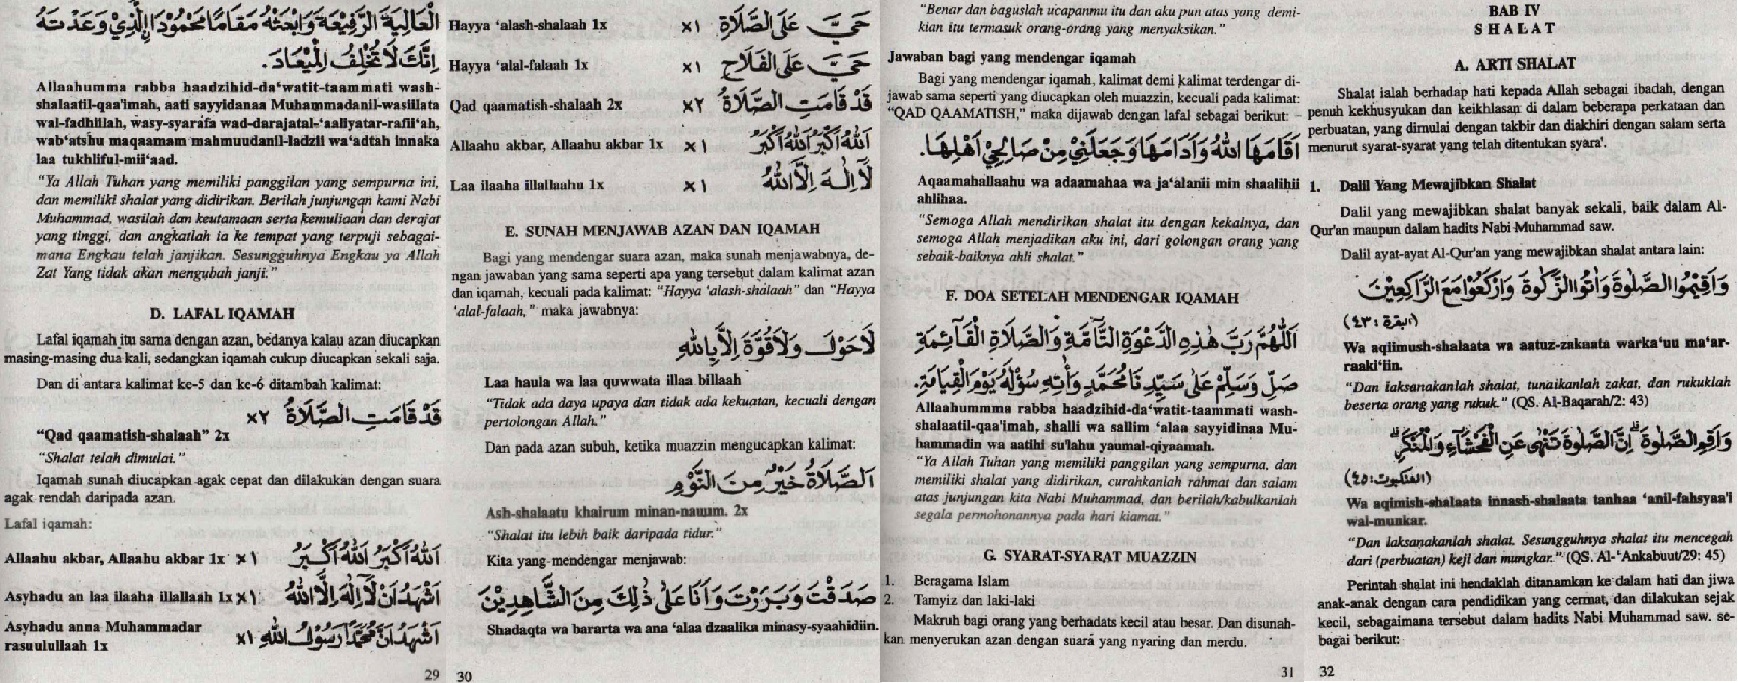 الْعَالِيَةَ الرَّفِيْعَةَ وَابْعَثْهُ مَقَامًا مَحْمُوْدًا الَّذِيْ وَعَدْتَهُ
اِنَّكَ لَا تُخْلِفُ الْمِيْعَادَ.
Allaahumma rabba haadzihid-da‘watit-taammati wash-
shalaatil-qaa'imah, aati sayyidanaa Muhammadanil-wasiilata
wal-fadhiilah, wasy-syarafa wad-darajatal-‘aaliyatar-rafii‘ah,
wab‘atshu maqaamam mahmuudanil-ladzii wa‘adtah innaka
laa tukhliful-mii‘aad.
“Ya Allah Tuhan yang memiliki panggilan yang sempurna ini,
dan memiliki shalat yang didirikan. Berilah junjungan kami Nabi
Muhammad, wasilah dan keutamaan serta kemuliaan dan derajat
yang tinggi, dan angkatlah ia ke tempat yang terpuji sebagai-
mana Engkau telah janjikan. Sesungguhnya Engkau ya Allah
Zat Yang tidak akan mengubah janji.”
D. LAFAL IQAMAH
Lafal iqamah itu sama dengan azan, bedanya kalau azan diucapkan
masing-masing dua kali, sedangkan iqamah cukup diucapkan sekali saja.
Dan di antara kalimat ke-5 dan ke-6 ditambah kalimat:
قَدْ قَامَتِ الصَّلَاةُ ×٢
“Qad qaamatish-shalaah” 2x
“Shalat telah dimulai.”
Iqamah sunah diucapkan agak cepat dan dilakukan dengan suara
agak rendah daripada azan.
Lafal iqamah:
Allaahu akbar, Allaahu akbar 1x ×١ اَللهُ اَكْبَرُ اَللهُ اَكْبَرُ
Asyhadu an laa ilaaha illallaah 1x ×١ اَشْهَدُ اَنْ لَآ اِلٰهَ اِلَّا اللهُ
Asyhadu anna Muhammadar
rasuulullaah 1x ×١ اَشْهَدُ اَنَّ مُحَمَّدًا رَسُوْلُ اللهِ
29
Hayya ‘alash-shalaah 1x ×١ حَيَّ عَلَى الصَّلَاةِ
Hayya ‘alal-falaah 1x ×١ حَيَّ عَلَى الْفَلَاحِ
Qad qaamatish-shalaah 2x ×٢ قَدْ قَامَتِ الصَّلَاةُ
Allaahu akbar, Allaahu akbar 1x ×١ اَللهُ اَكْبَرُ اَللهُ اَكْبَرُ
Laa ilaaha illallaahu 1x ×١ لَآ اِلٰهَ اِلَّا اللهُ
E. SUNAH MENJAWAB AZAN DAN IQAMAH
Bagi yang mendengar suara azan, maka sunah menjawabnya, de-
ngan jawaban yang sama seperti apa yang tersebut dalam kalimat azan
dan iqamah, kecuali pada kalimat: “Hayya ‘alash-shalaah” dan “Hayya
‘alal-falaah,” maka jawabnya:
لَاحَوْلَ وَلَاقُوَّةَ اِلَّا بِاللهِ
Laa haula wa laa quwwata illaa billaah
“Tidak ada daya upaya dan tidak ada kekuatan, kecuali dengan
pertolongan Allah.”
Dan pada azan subuh, ketika muazzin mengucapkan kalimat:
اَلصَّلَاةُ خَيْرٌ مِنَ النَّوْمِ
Ash-shalaatu khairum minan-nauum. 2x
“Shalat itu lebih baik daripada tidur.”
Kita yang mendengar menjawab:
صَدَقْتَ وَبَرَرْتَ وَاَنَا عَلَى ذٰلِكَ مِنَ الشَّاهِدِيْنَ
Shadaqta wa bararta wa ana ‘alaa dzaalika minasy-syaahidiin.
30
“Benar dan baguslah ucapanmu itu dan aku pun atas yang demi-
kian itu termasuk orang-orang yang menyaksikan.”
Jawaban bagi yang mendengar iqamah
Bagi yang mendengar iqamah, kalimat demi kalimat terdengar di-
jawab sama seperti yang diucapkan oleh muazzin, kecuali pada kalimat:
“QAD QAAMATISH,” maka dijawab dengan lafal sebagai berikut:
اَقَامَهَا اللهُ وَاَدَامَهَا وَجَعَلَنِيْ مِنْ صَالِحِيْ اَهْلِهَا.
Aqaamahallaahu wa adaamahaa wa ja‘alanii min shaalihii
ahlihaa.
“Semoga Allah mendirikan shalat itu dengan kekalnya, dan
semoga Allah menjadikan aku ini, dari golongan orang yang
sebaik-baiknya ahli shalat.”
F. DOA SETELAH MENDENGAR IQAMAH
اَللّٰهُمَّ رَبَّ هٰذِهِ الدَّعْوَةِ التَّآمَّةِ وَالصَّلَاةِ الْقَآئِمَةِ
صَلِّ وَسَلِّمْ عَلَى سَيِّدِنَا مُحَمَّدٍ وَاٰتِهِ سُؤْلَهُ يَوْمَ الْقِيَامَةِ.
Allaahummma rabba haadzihid-da‘watit-taammati wash-
shalaatil-qaa'imah, shalli wa sallim ‘alaa sayyidinaa Mu-
hammadin wa aatihi su'lahu yaumal-qiyaamah.
“Ya Allah Tuhan yang memiliki panggilan yang sempurna, dan
memiliki shalat yang didirikan, curahkanlah rahmat dan salam
atas junjungan kita Nabi Muhammad, dan berilah/kabulkanlah
segala permohonannya pada hari kiamat.”
G. SYARAT-SYARAT MUAZZIN
1. Beragama Islam
2. Tamyiz dan laki-laki
Makruh bagi orang yang berhadats kecil atau besar. Dan disunah-
kan menyerukan azan dengan suara yang nyaring dan merdu.
31
BAB IV
SHALAT
A. ARTI SHALAT
Shalat ialah berhadap hati kepada Allah sebagai ibadah, dengan
penuh kekhusyukan dan keikhlasan di dalam beberapa perkataan dan
perbuatan, yang dimulai dengan takbir dan diakhiri dengan salam serta
menurut syarat-syarat yang telah ditentukan syara'.
1. Dalil Yang Mewajibkan Shalat
Dalil yang mewajibkan shalat banyak sekali, baik dalam Al-
Qur'an maupun dalam hadits Nabi Muhammad saw.
Dalil ayat-ayat Al-Qur'an yang mewajibkan shalat antara lain:
وَاَقِيْمُوا الصَّلٰوةَ وَاٰتُوا الزَّكٰوةَ وَارْكَعُوْا مَعَ الرَّاكِعِيْنَ
(البقرة : ٤٣)
Wa aqiimush-shalaata wa aatuz-zakaata warka‘uu ma‘ar-
raaki‘iin.
“Dan laksanakanlah shalat, tunaikanlah zakat, dan rukuklah
beserta orang yang rukuk.” (QS. Al-Baqarah/2: 43)
وَاَقِمِ الصَّلٰوةَ ۗ اِنَّ الصَّلٰوةَ تَنْهٰى عَنِ الْفَحْشَآءِ وَالْمُنْكَرِ ۗ
(العنكبوت : ٤٥)
Wa aqimish-shalaata innash-shalaata tanhaa ‘anil-fahsyaa'i
wal-munkar.
“Dan laksanakanlah shalat. Sesungguhnya shalat itu mencegah
dari (perbuatan) keji dan mungkar.” (QS. Al-‘Ankabuut/29: 45)
Perintah shalat ini hendaklah ditanamkan ke dalam hati dan jiwa
anak-anak dengan cara pendidikan yang cermat, dan dilakukan sejak
kecil, sebagaimana tersebut dalam hadits Nabi Muhammad saw. se-
bagai berikut:
32